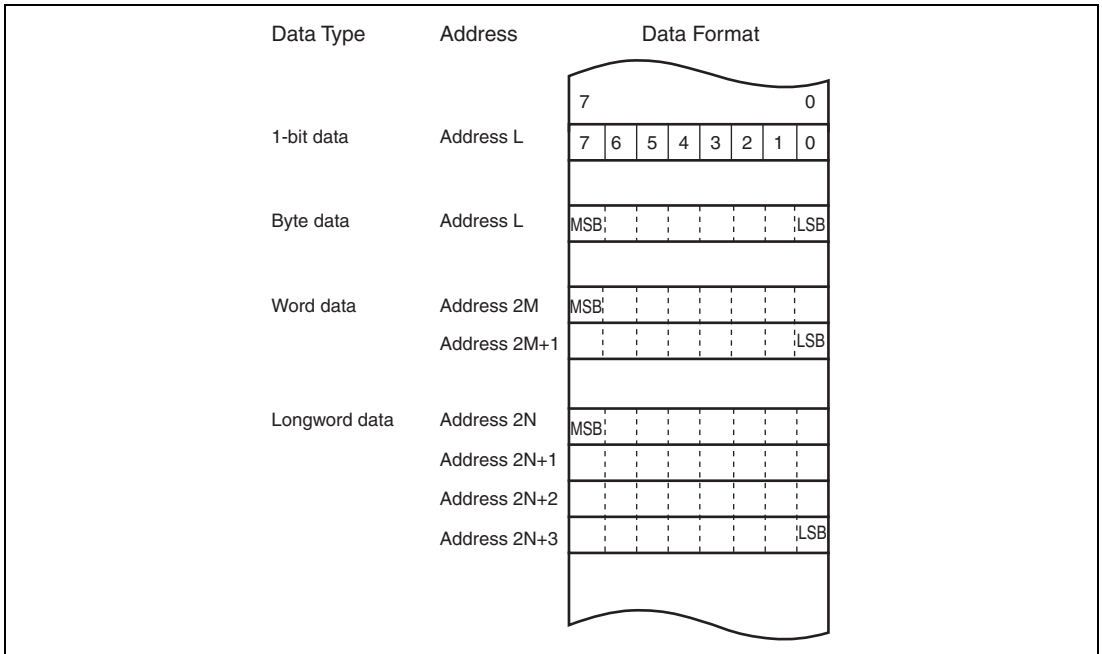 Data Type Address Data Format
7 0
1-bit data Address L 7 6 5 4 3 2 1 0
Byte data Address L MSB LSB
Word data Address 2M MSB
Address 2M+1 LSB
Longword data Address 2N MSB
Address 2N+1
Address 2N+2
Address 2N+3 LSB